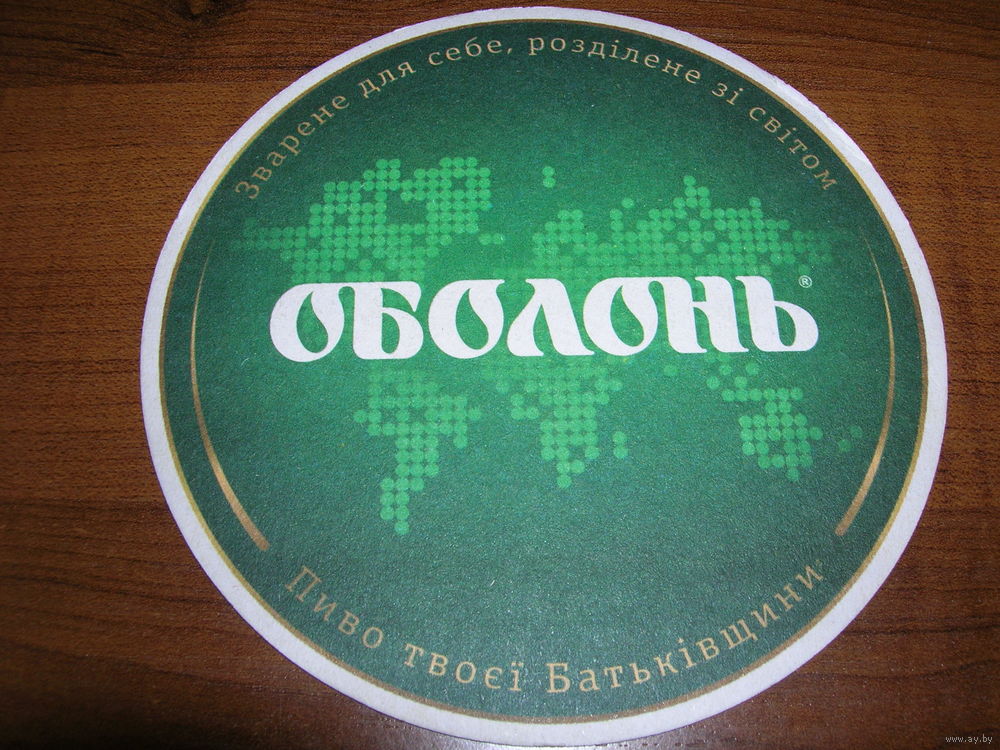 Зварене для себе, розділене зі світом
ОБОЛОНЬ®
Пиво твоєї Батьківщини®
www.ay.by